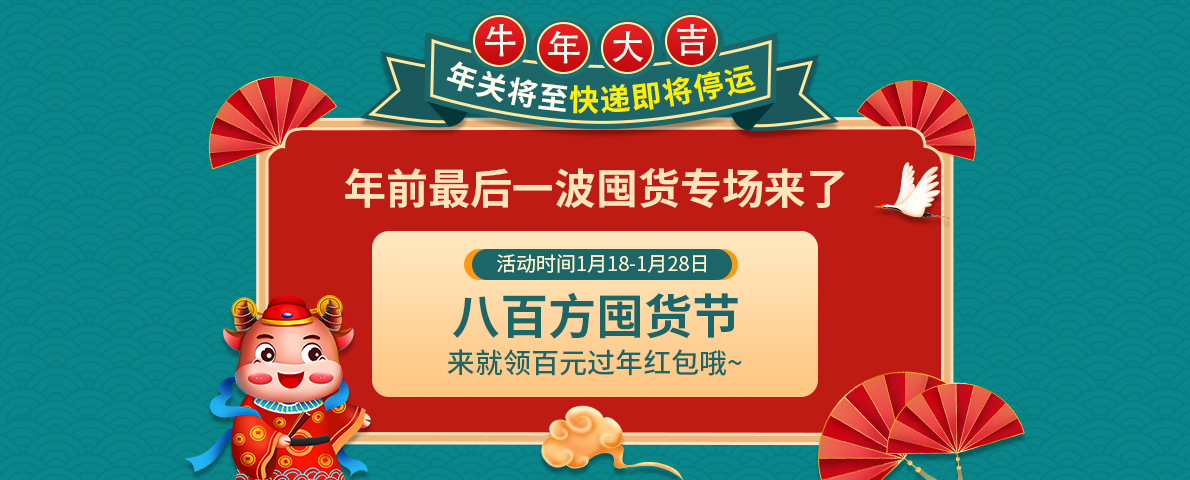 牛年大吉
年关将至快递即将停运
年前最后一波囤货专场来了
活动时间1月18-1月28日
八百方囤货节
来就领百元过年红包哦~